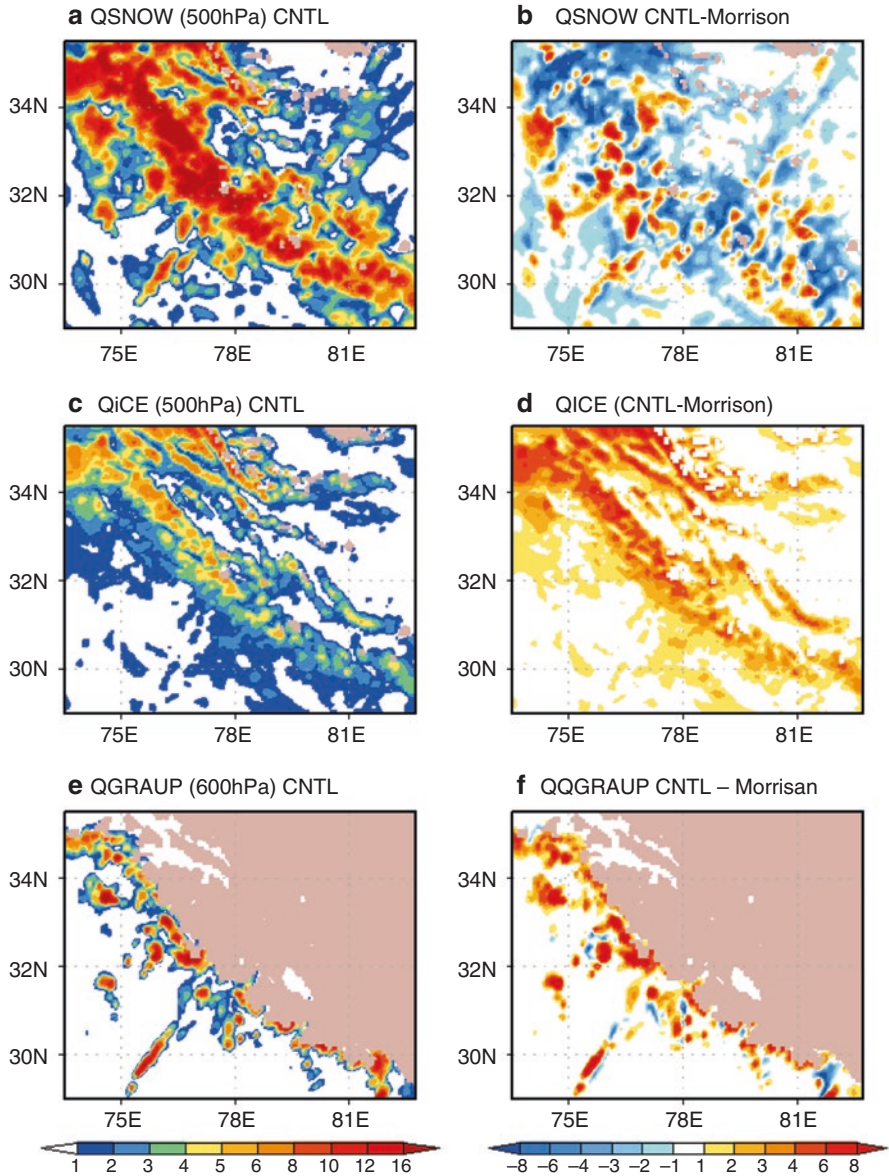 a QSNOW (500hPa) CNTL
b QSNOW CNTL-Morrison
34N
32N
30N
75E 78E 81E
34N
32N
30N
75E 78E 81E
c QiCE (500hPa) CNTL
d QICE (CNTL-Morrison)
34N
32N
30N
75E 78E 81E
34N
32N
30N
75E 78E 81E
e QGRAUP (600hPa) CNTL
f QQGRAUP CNTL – Morrisan
34N
32N
30N
75E 78E 81E
34N
32N
30N
75E 78E 81E
1 2 3 4 5 6 8 10 12 16
−8 −6 −4 −2 −1 1 2 4 6 8